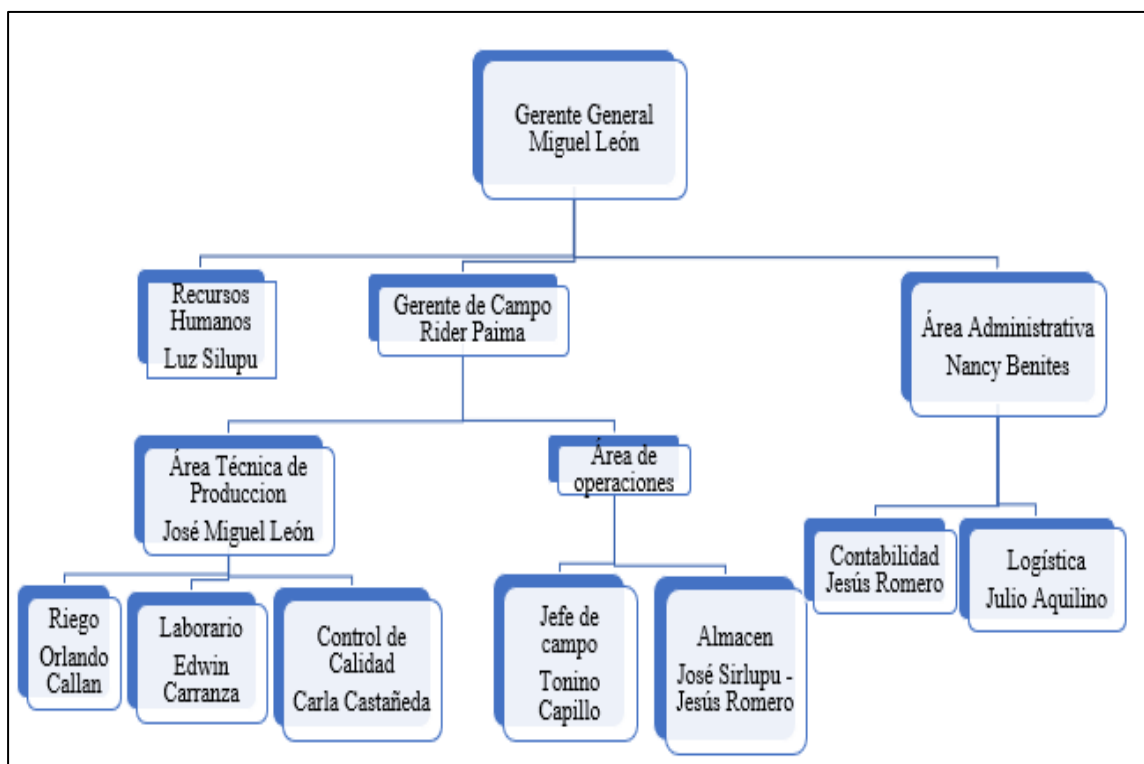 Gerente General
Miguel León
Recursos
Humanos
Luz Silupu
Gerente de Campo
Rider Paima
Área Administrativa
Nancy Benites
Área Técnica de
Produccion
José Miguel León
Área de
operaciones
Contabilidad
Jesús Romero
Logística
Julio Aquilino
Riego
Orlando
Callan
Laborario
Edwin
Carranza
Control de
Calidad
Carla Castañeda
Jefe de
campo
Tonino
Capillo
Almacen
José Sirlupu -
Jesús Romero